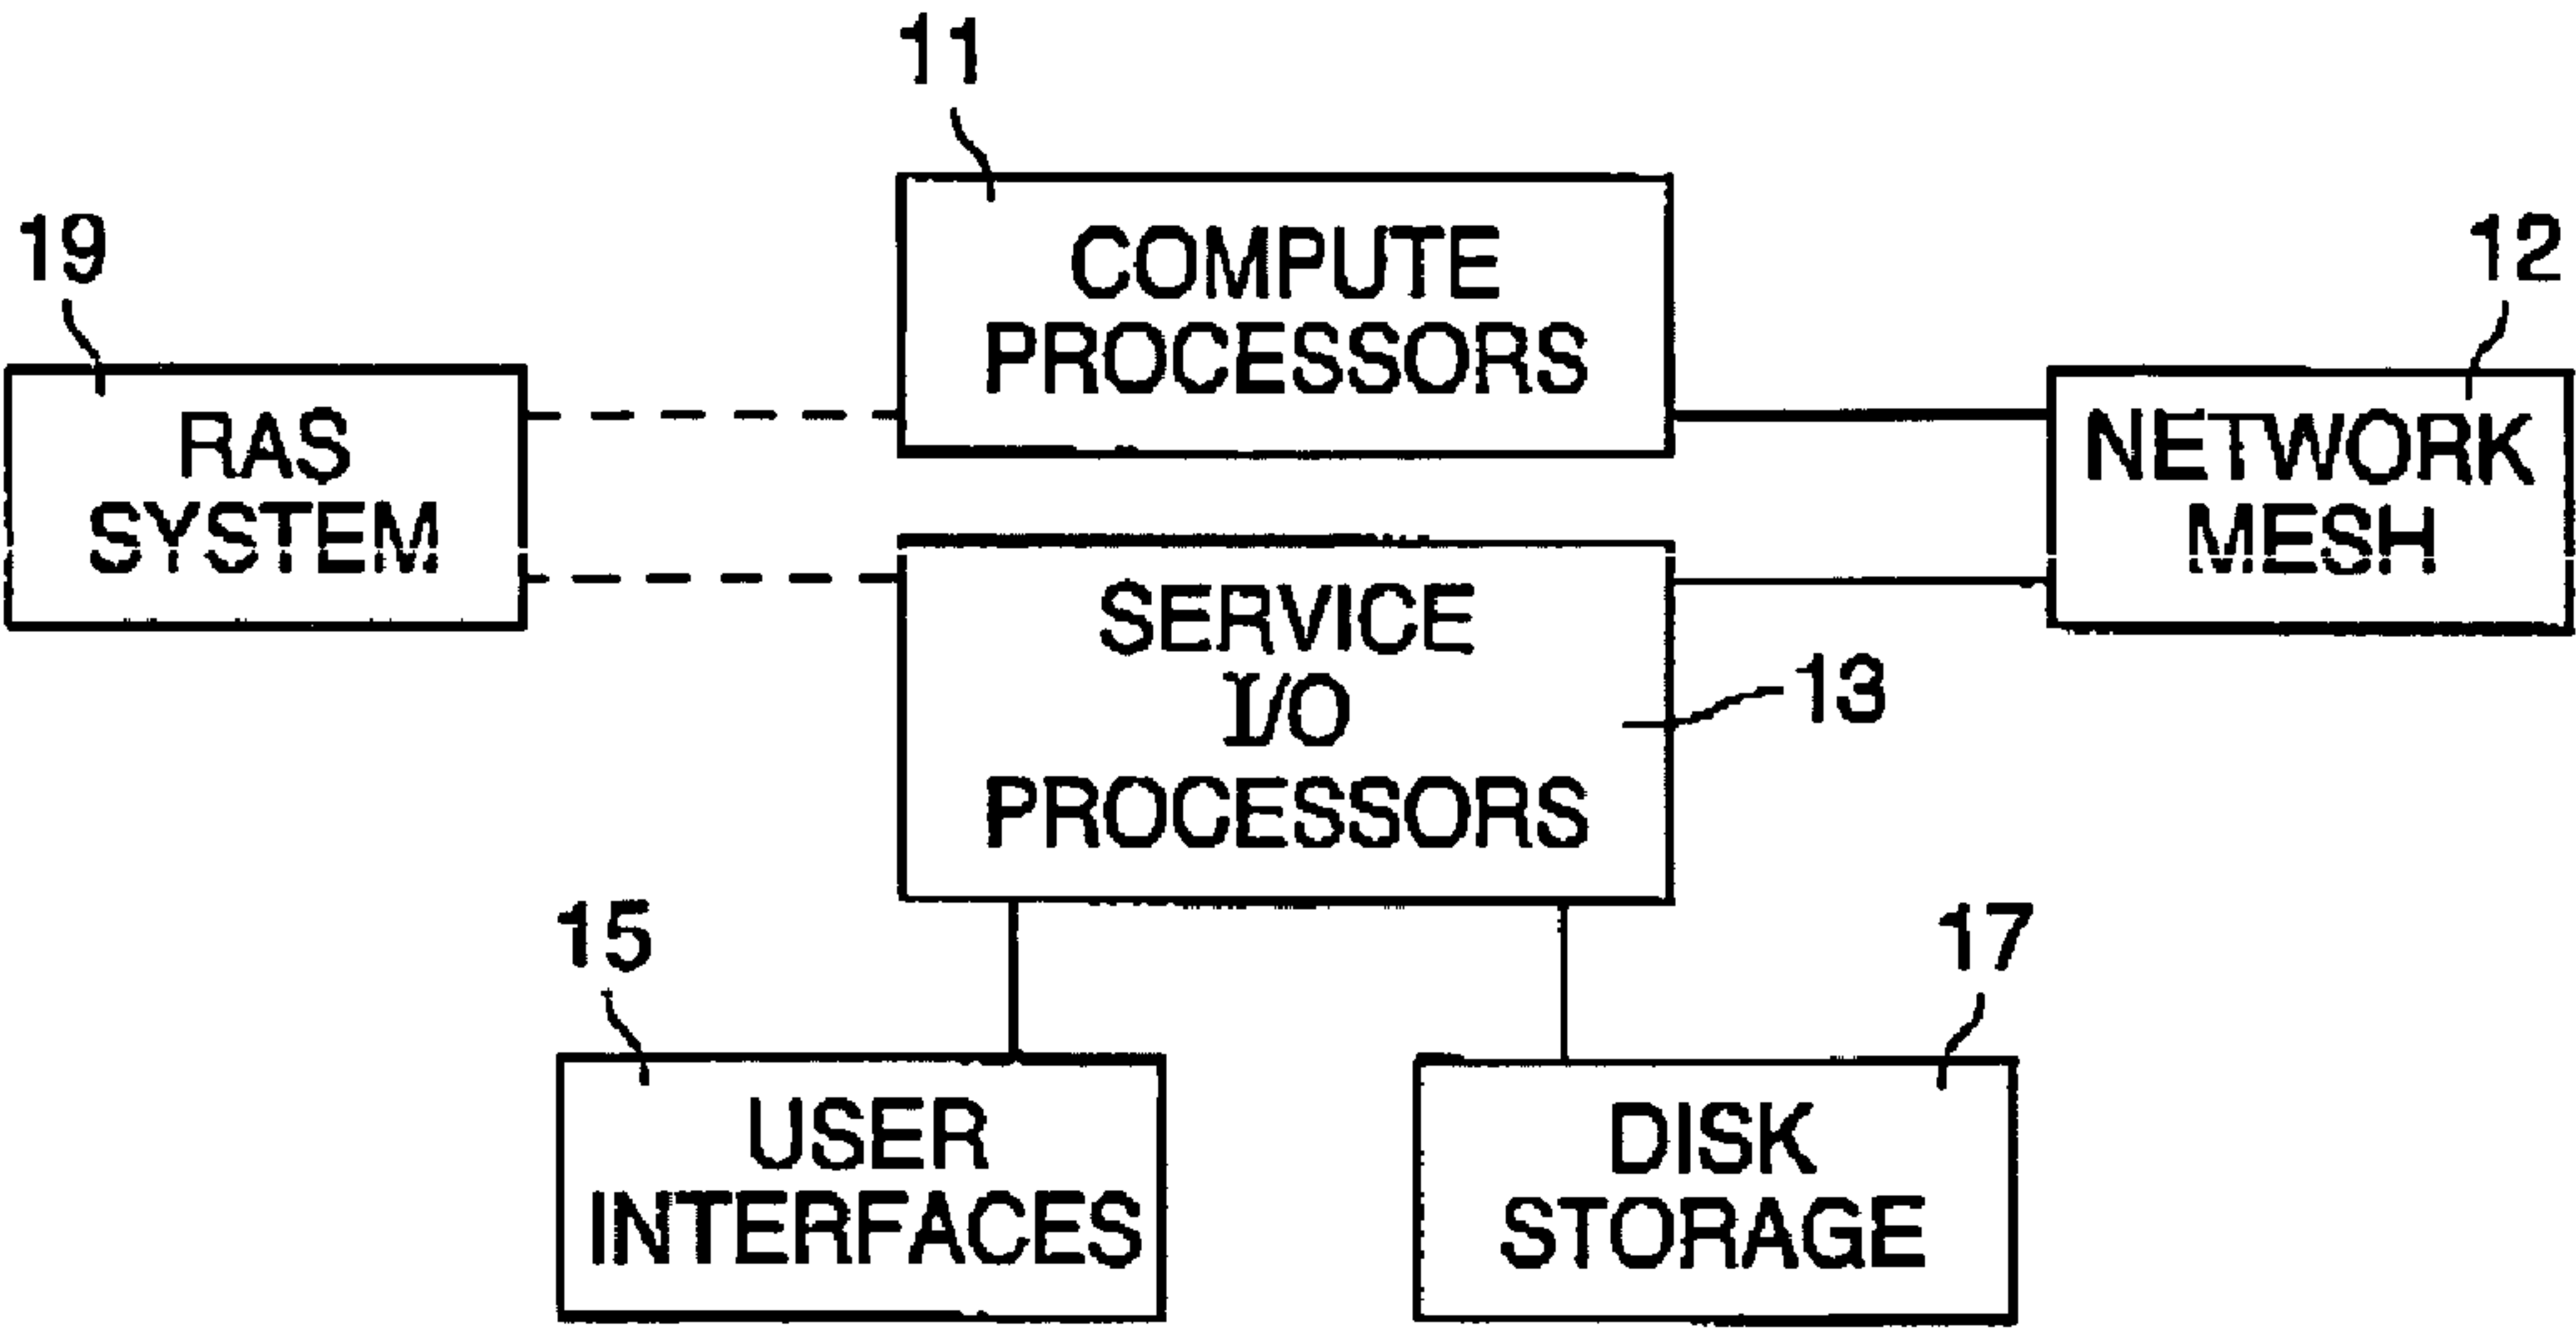 11
COMPUTE
PROCESSORS
19
RAS
SYSTEM
12
NETWORK
MESH
SERVICE
I/O
PROCESSORS
13
15
USER
INTERFACES
17
DISK
STORAGE